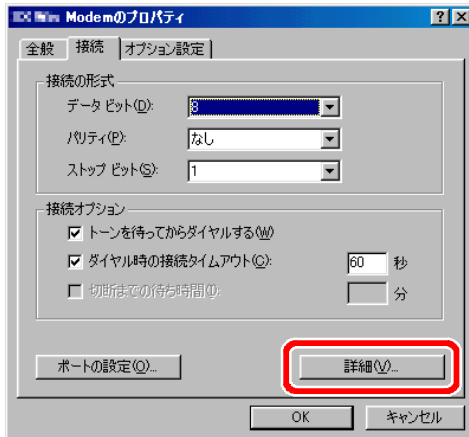 Modemのプロパティ
全般 接続 オプション設定
接続の形式
データ ビット(D): 8
パリティ(P): なし
ストップ ビット(S): 1
接続オプション
トーンを待ってからダイヤルする(W)
ダイヤル時の接続タイムアウト(C): 60 秒
切断までの待ち時間(I): 分
ポートの設定(O)... 詳細(V)...
OK キャンセル